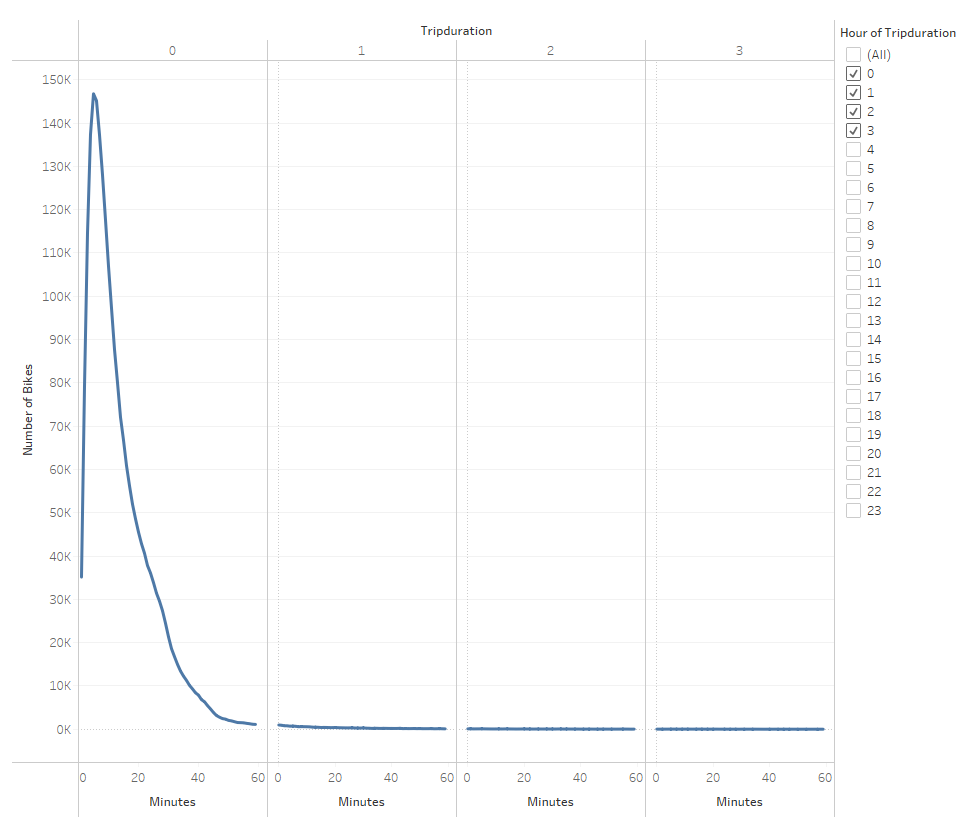 Tripduration
0 1 2 3
150K
140K
130K
120K
110K
100K
90K
80K
70K
60K
50K
40K
30K
20K
10K
0K
Number of Bikes
0 20 40 60 0 20 40 60 0 20 40 60 0 20 40 60
Minutes Minutes Minutes Minutes
Hour of Tripduration
(All)
0
1
2
3
4
5
6
7
8
9
10
11
12
13
14
15
16
17
18
19
20
21
22
23